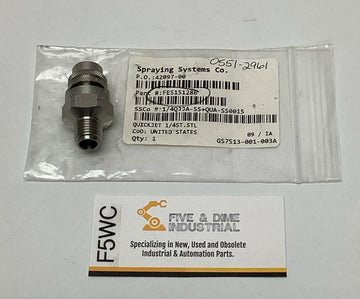 0551-2961
Spraying Systems Co.
P.O.:42097-00
Part #:FES151286
SSCo #:1/4QJJA-SS+QUA-SS0015
QUICKJET 1/4ST.STL
CoO: UNITED STATES
09 / IA
Qty: 1
G57513-001-003A
F5WC
FIVE & DIME
INDUSTRIAL
Specializing in New, Used and Obsolete
Industrial & Automation Parts.